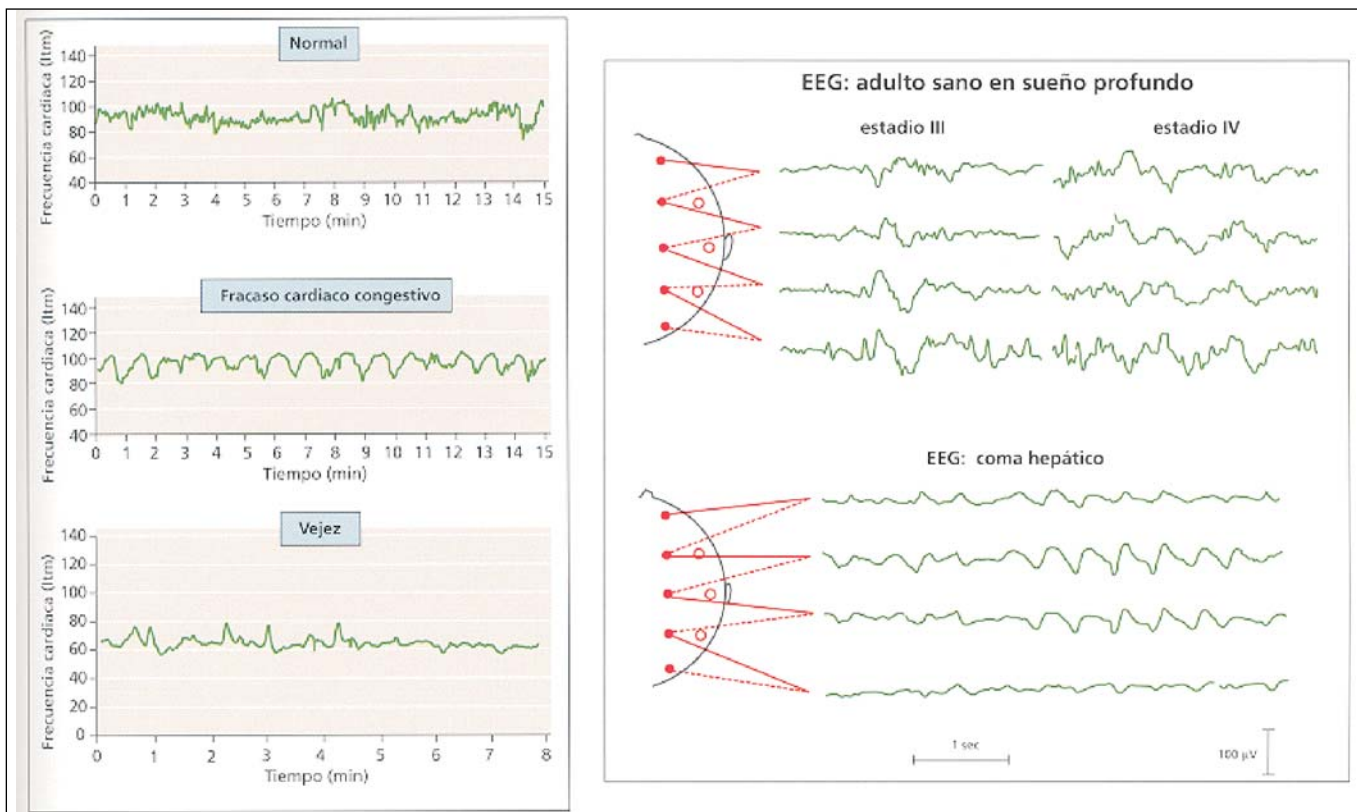 Normal
Frecuencia cardiaca (ltm)
140
120
100
80
60
40
0 1 2 3 4 5 6 7 8 9 10 11 12 13 14 15
Tiempo (min)
Fracaso cardiaco congestivo
Frecuencia cardiaca (ltm)
140
120
100
80
60
40
0 1 2 3 4 5 6 7 8 9 10 11 12 13 14 15
Tiempo (min)
Vejez
Frecuencia cardiaca (ltm)
140
120
100
80
60
40
20
0
0 1 2 3 4 5 6 7 8
Tiempo (min)
EEG: adulto sano en sueño profundo
estadio III estadio IV
EEG: coma hepático
1 sec
100 µV